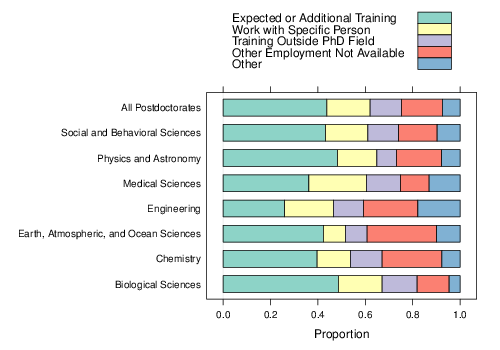 Expected or Additional Training
Work with Specific Person
Training Outside PhD Field
Other Employment Not Available
Other
All Postdoctorates
Social and Behavioral Sciences
Physics and Astronomy
Medical Sciences
Engineering
Earth, Atmospheric, and Ocean Sciences
Chemistry
Biological Sciences
0.0 0.2 0.4 0.6 0.8 1.0
Proportion